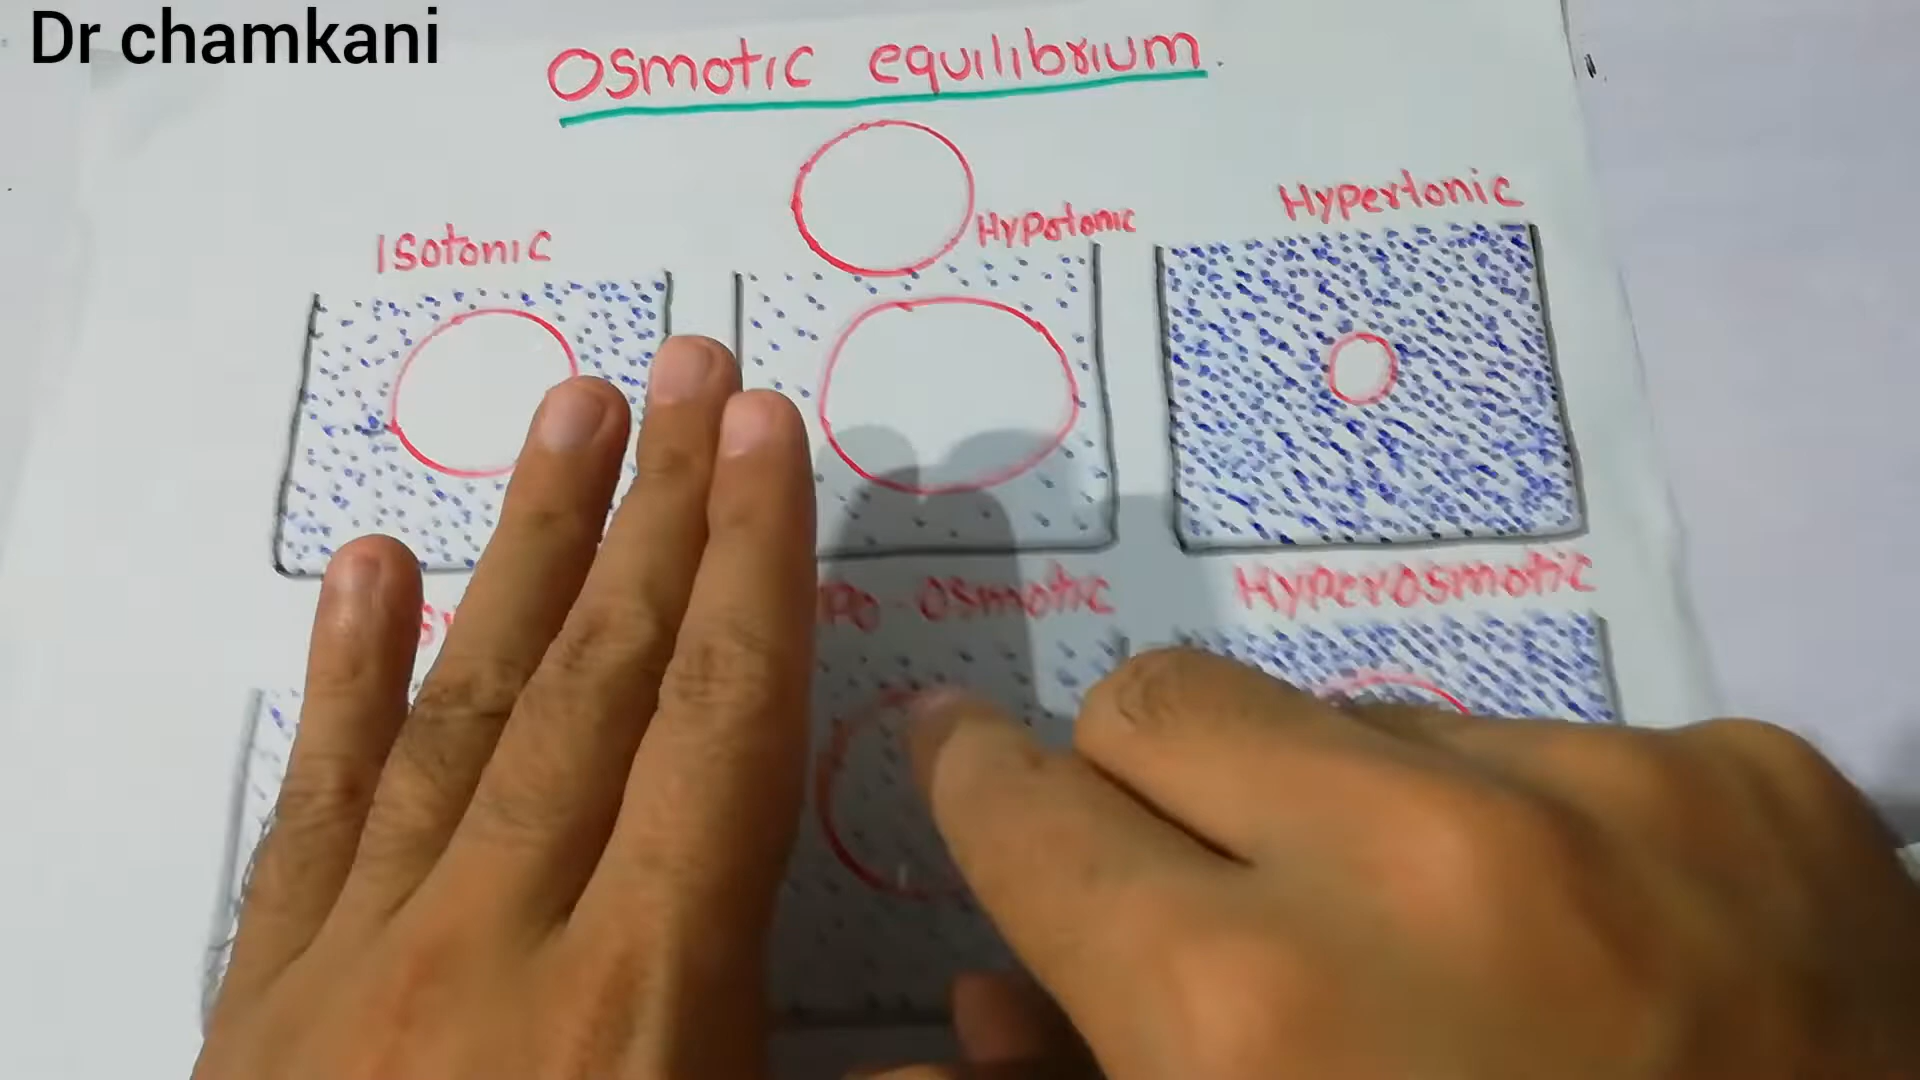 Dr chamkani
Osmotic equilibrium.
Isotonic
Hypotonic
Hypertonic
Hyperosmotic